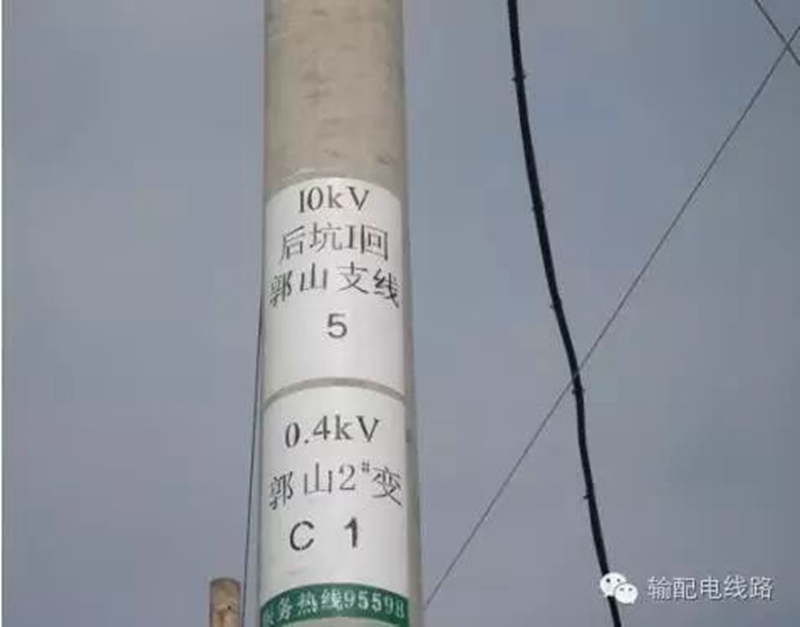 10kV
后坑I回
郭山支线
5
0.4kV
郭山2#变
C 1
服务热线95598
输配电线路